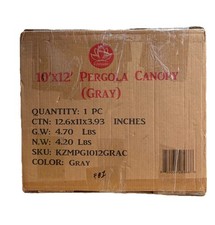 10'X12' Pergola Canopy
(Gray)
QUANTITY: 1 PC
CTN: 12.6x11x3.93 INCHES
G.W: 4.70 Lbs
N.W: 4.20 Lbs
SKU: KZMPG1012GRAC
COLOR: Gray